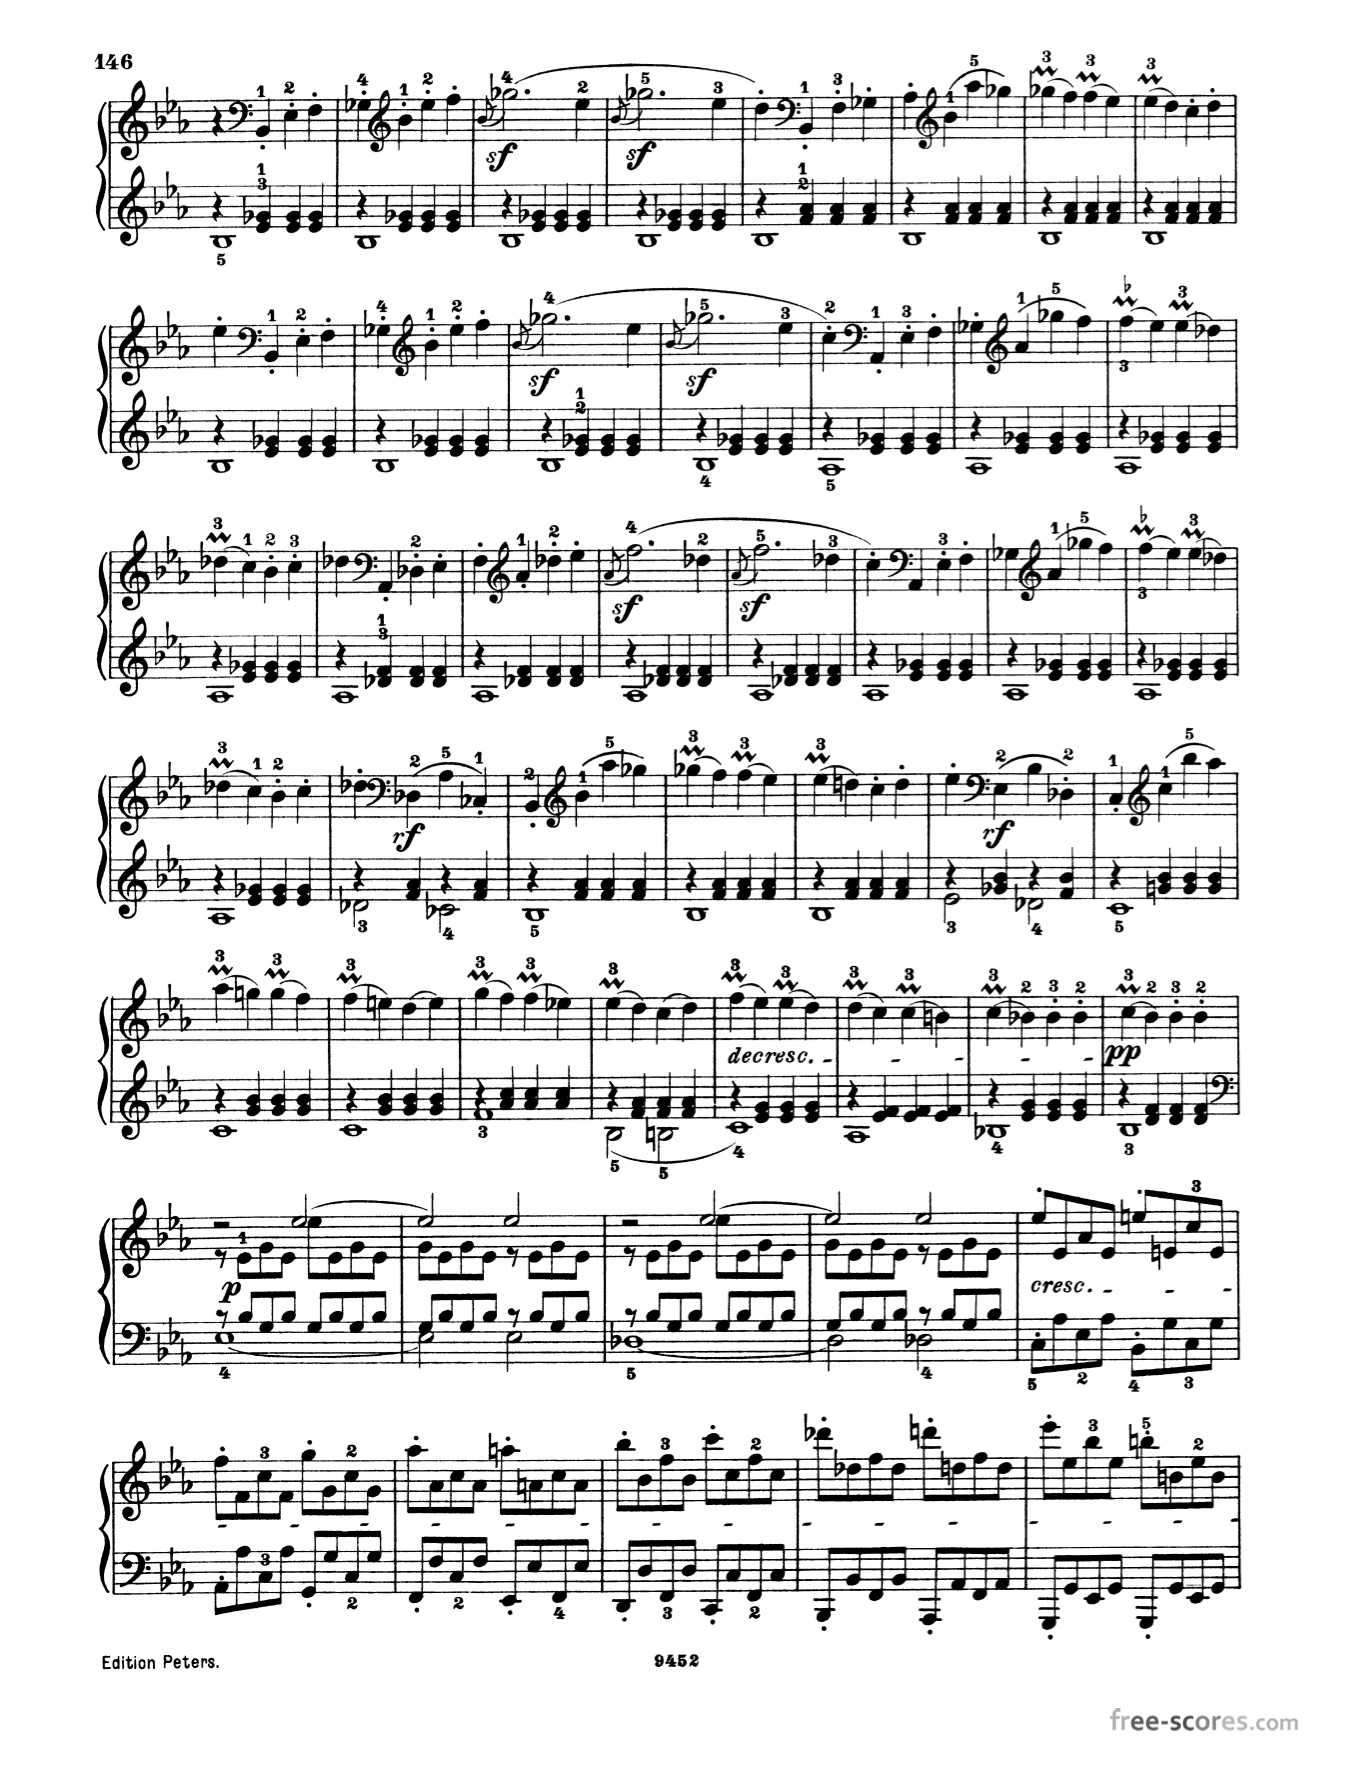 146
sf sf
sf sf
sf sf
rf rf
decresc. pp
p cresc.
Edition Peters. 9452
free-scores.com